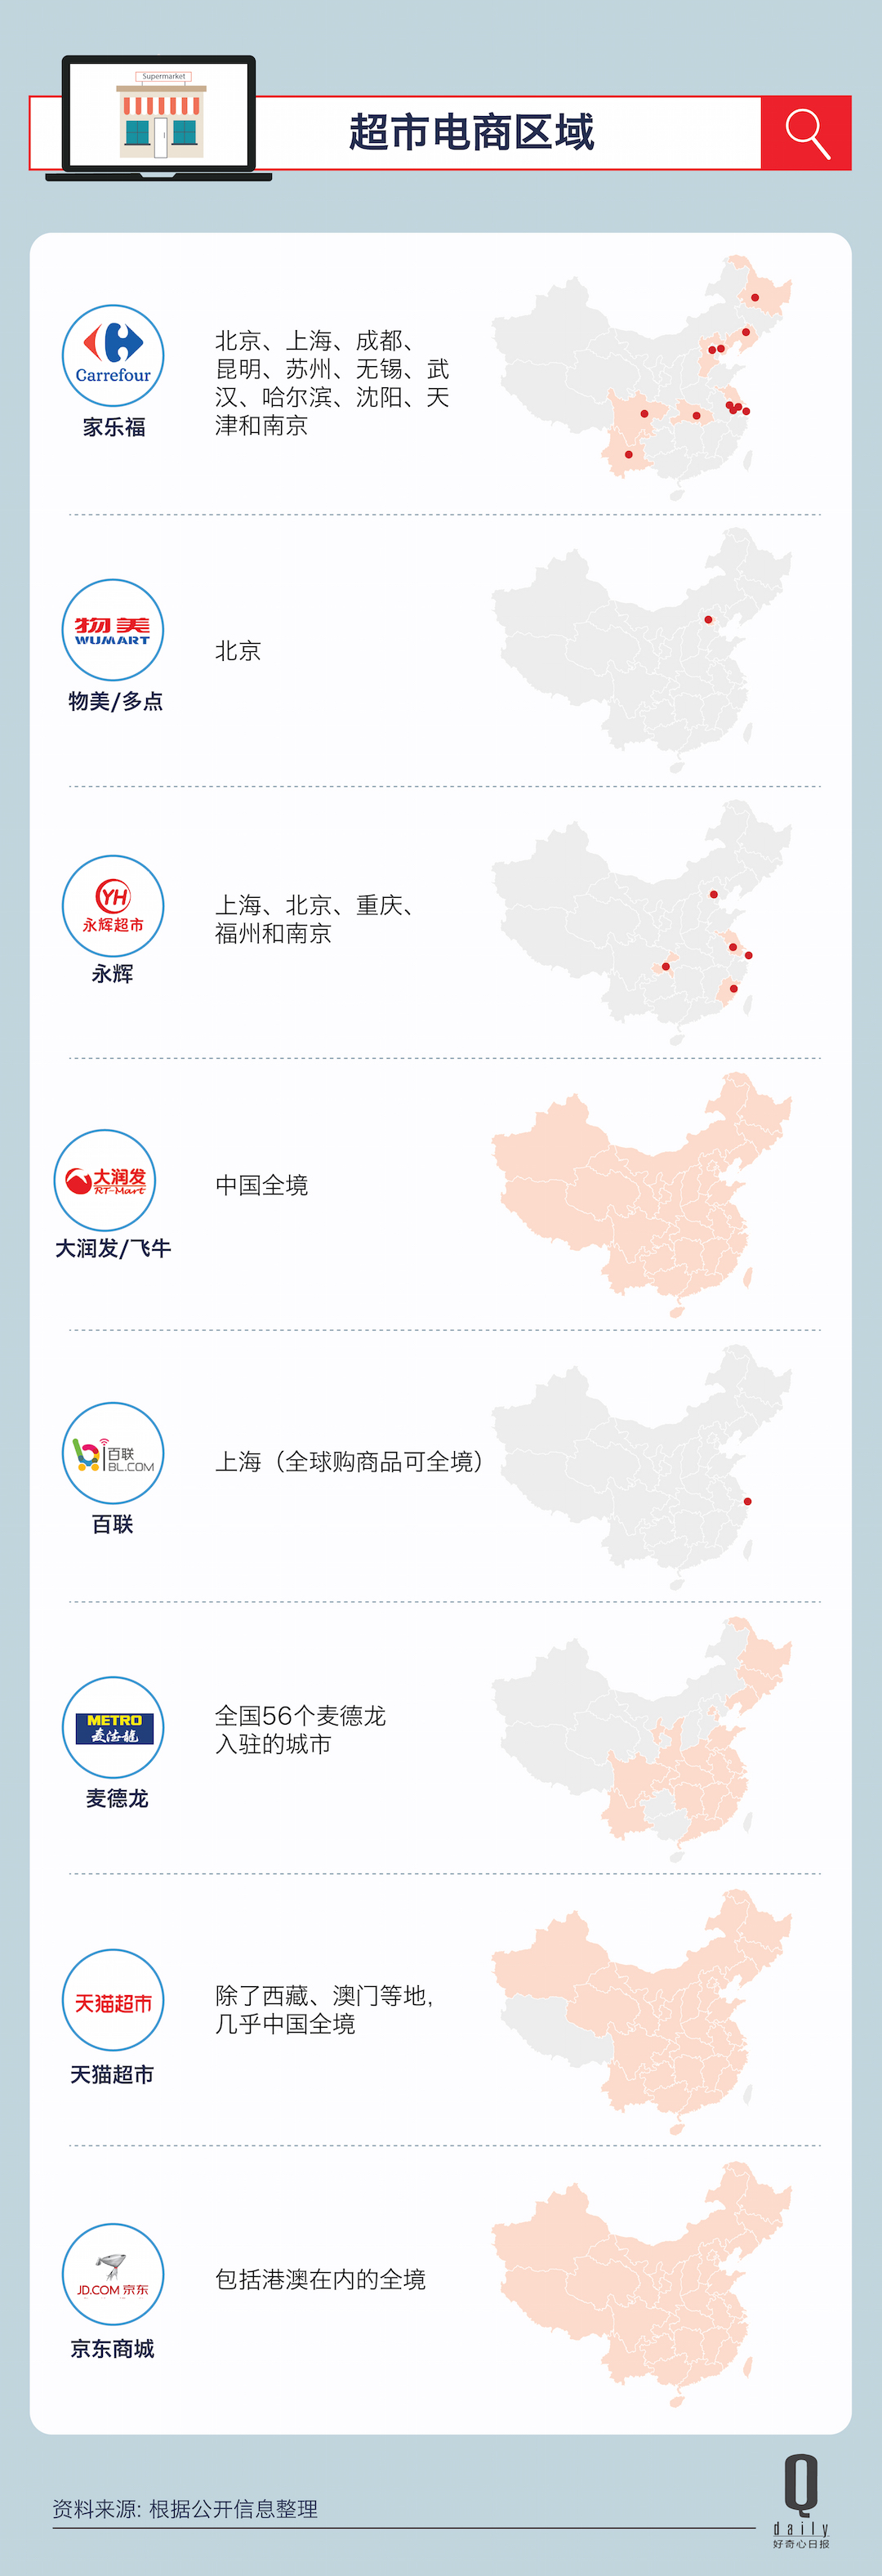 Supermarket
超市电商区域
Carrefour
家乐福
北京、上海、成都、
昆明、苏州、无锡、武
汉、哈尔滨、沈阳、天
津和南京
物美
WUMART
物美/多点
北京
YH
永辉超市
永辉
上海、北京、重庆、
福州和南京
大润发
RT-Mart
大润发/飞牛
中国全境
百联
BL.COM
百联
上海（全球购商品可全境）
METRO
麦德龍
麦德龙
全国56个麦德龙
入驻的城市
天猫超市
天猫超市
除了西藏、澳门等地,
几乎中国全境
JD.COM 京东
京东商城
包括港澳在内的全境
资料来源: 根据公开信息整理
Q
daily
好奇心日报